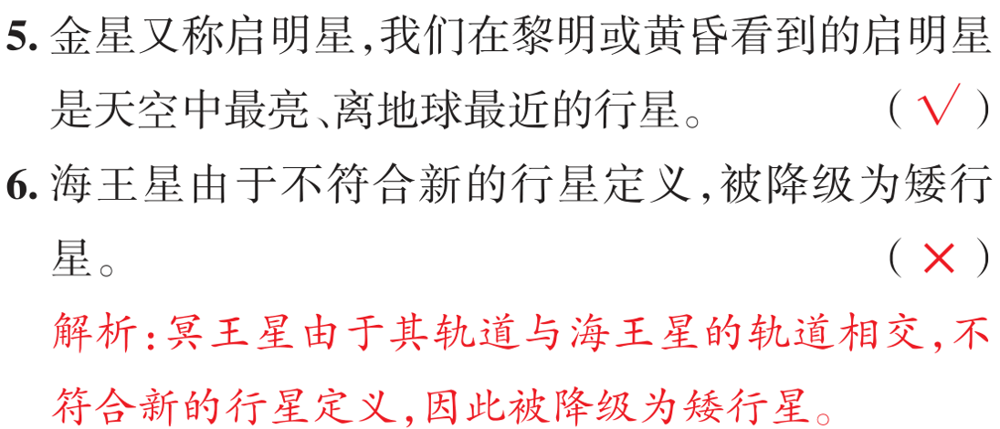 5. 金星又称启明星,我们在黎明或黄昏看到的启明星
是天空中最亮、离地球最近的行星。 ( √ )
6. 海王星由于不符合新的行星定义,被降级为矮行
星。 ( × )
解析:冥王星由于其轨道与海王星的轨道相交,不
符合新的行星定义,因此被降级为矮行星。